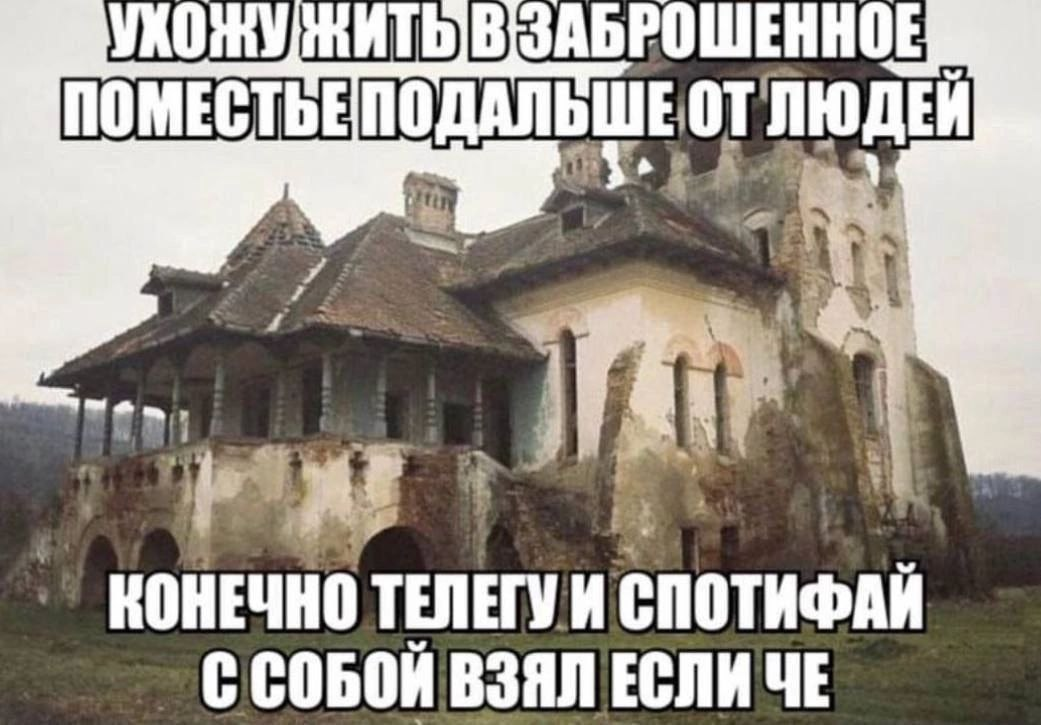 УХОЖУ ЖИТЬ В ЗАБРОШЕННОЕ
ПОМЕСТЬЕ ПОДАЛЬШЕ ОТ ЛЮДЕЙ
КОНЕЧНО ТЕЛЕГУ И СПОТИФАЙ
С СОБОЙ ВЗЯЛ ЕСЛИ ЧЕ